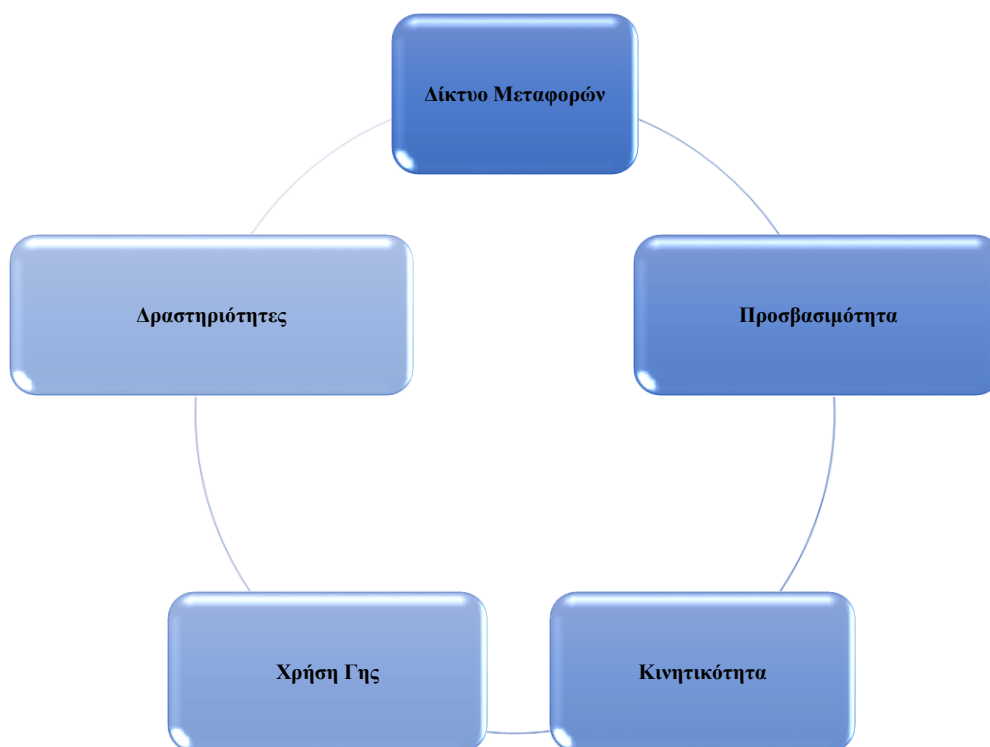 Δίκτυο Μεταφορών
Δραστηριότητες
Προσβασιμότητα
Χρήση Γης
Κινητικότητα